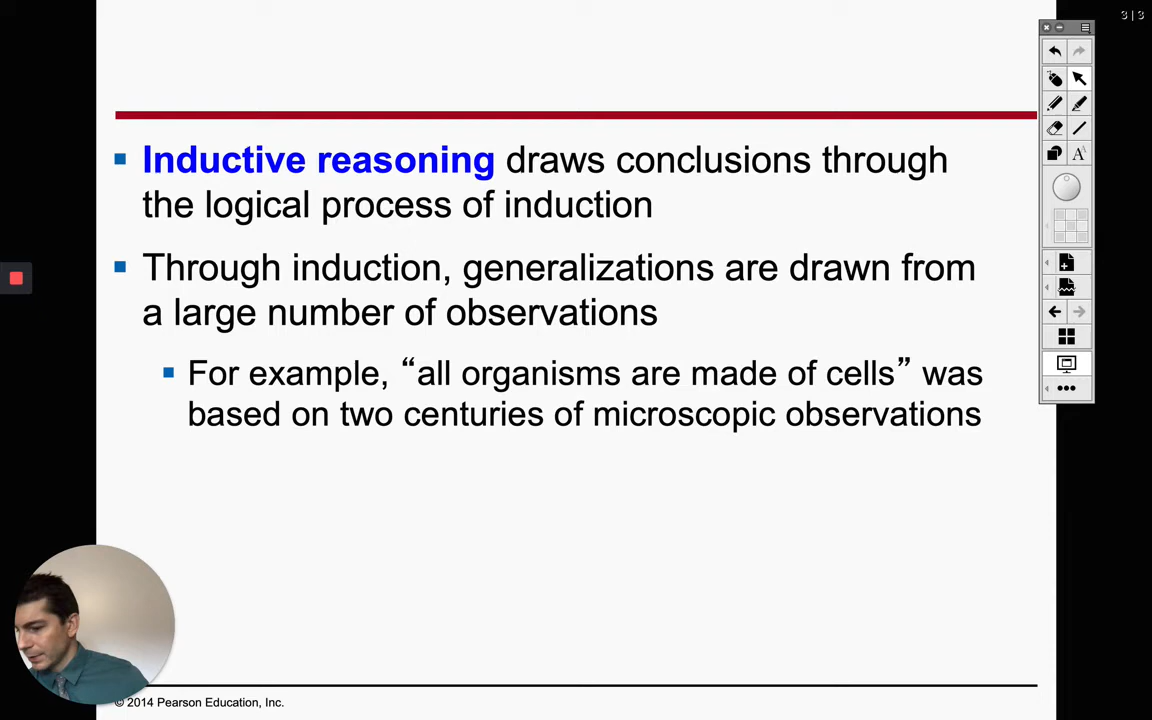 3|3
▪ Inductive reasoning draws conclusions through
the logical process of induction
▪ Through induction, generalizations are drawn from
a large number of observations
▪ For example, “all organisms are made of cells” was
based on two centuries of microscopic observations
A
© 2014 Pearson Education, Inc.